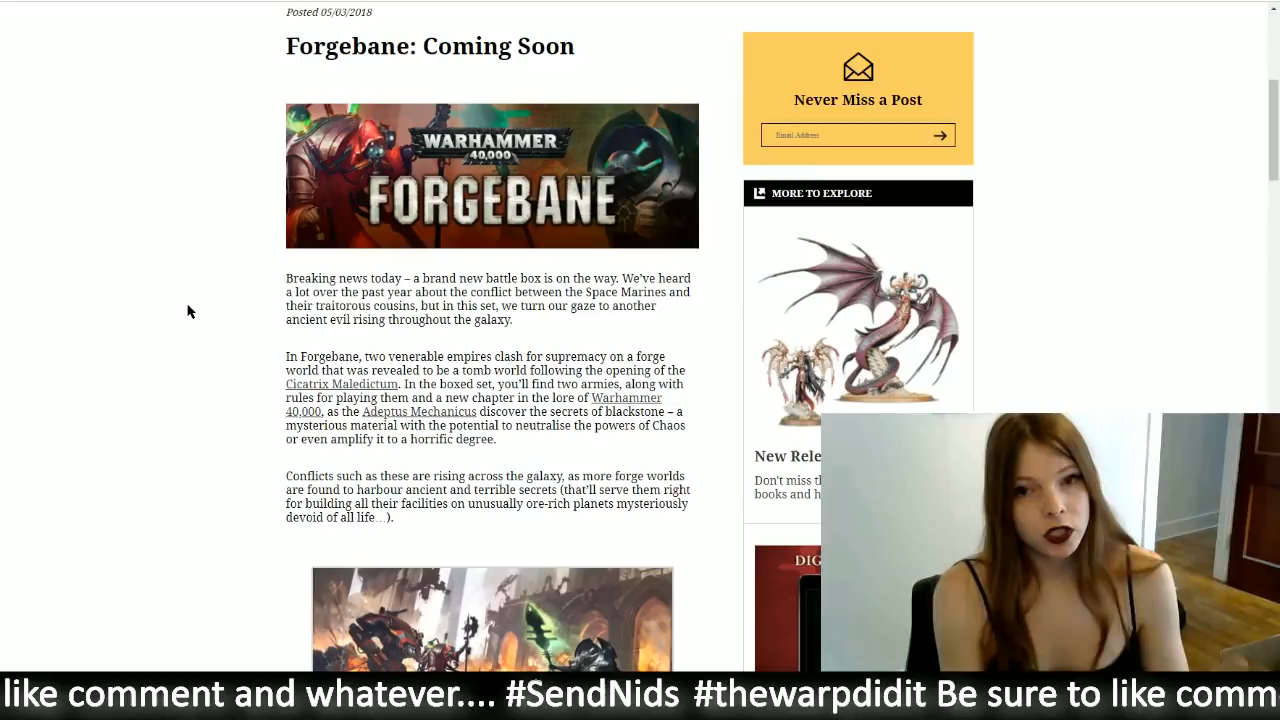 Posted 05/03/2018
Forgebane: Coming Soon
WARHAMMER
40,000
FORGEBANE
Breaking news today – a brand new battle box is on the way. We’ve heard
a lot over the past year about the conflict between the Space Marines and
their traitorous cousins, but in this set, we turn our gaze to another
ancient evil rising throughout the galaxy.
In Forgebane, two venerable empires clash for supremacy on a forge
world that was revealed to be a tomb world following the opening of the
Cicatrix Maledictum. In the boxed set, you’ll find two armies, along with
rules for playing them and a new chapter in the lore of Warhammer
40,000, as the Adeptus Mechanicus discover the secrets of blackstone – a
mysterious material with the potential to neutralise the powers of Chaos
or even amplify it to a horrific degree.
Conflicts such as these are rising across the galaxy, as more forge worlds
are found to harbour ancient and terrible secrets (that’ll serve them right
for building all their facilities on unusually ore-rich planets mysteriously
devoid of all life…).
Never Miss a Post
Email Address
MORE TO EXPLORE
New Rele
Don't miss th
books and h
DIG
like comment and whatever.... #SendNids #thewarpdidit Be sure to like comm